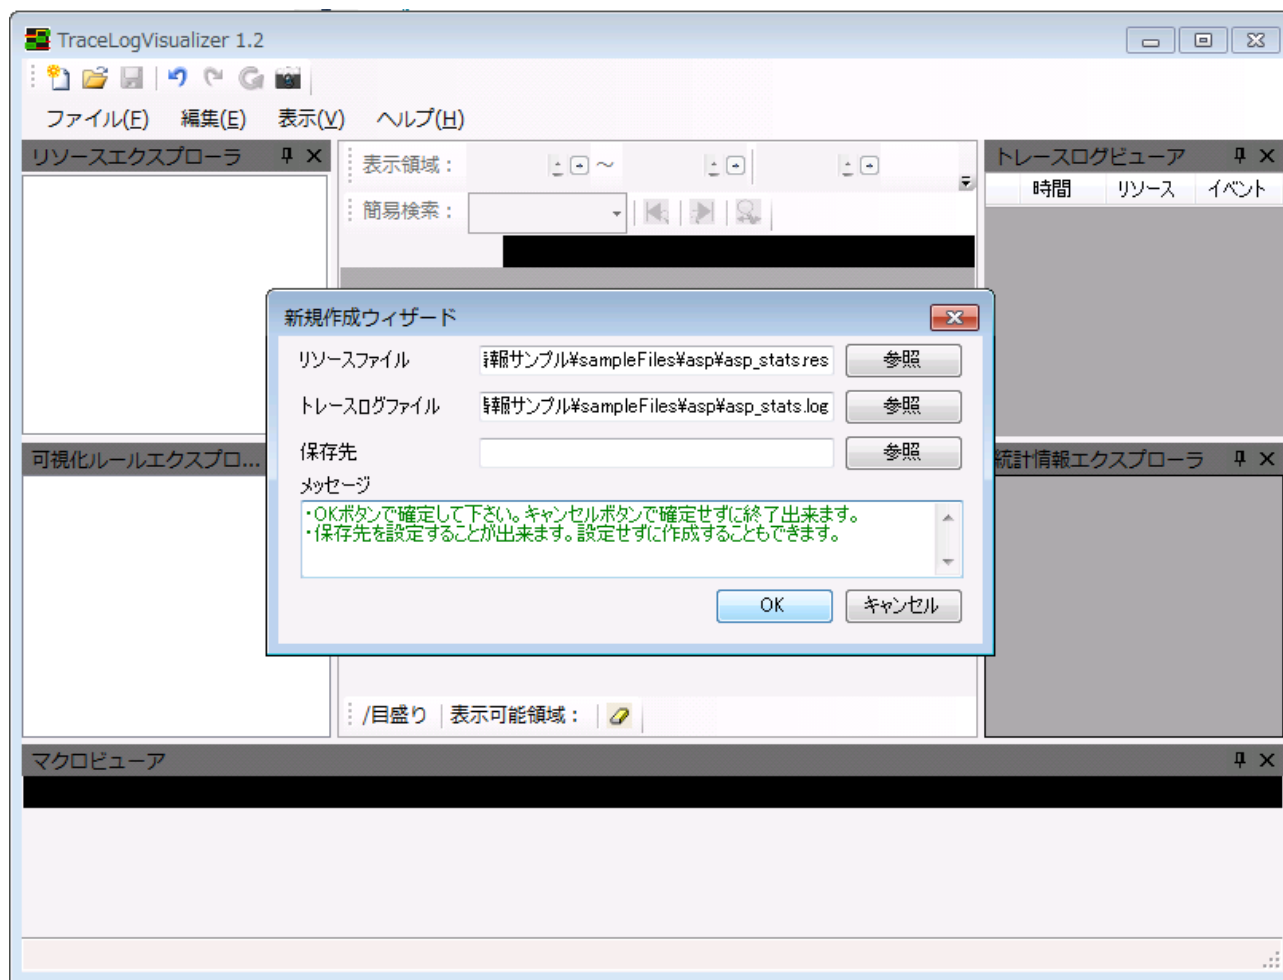 TraceLogVisualizer 1.2
ファイル(F) 編集(E) 表示(V) ヘルプ(H)
リソースエクスプローラ
表示領域： ～
簡易検索：
トレースログビューア
時間 リソース イベント
新規作成ウィザード
リソースファイル 報サンプル¥sampleFiles¥asp¥asp_stats.res 参照
トレースログファイル 報サンプル¥sampleFiles¥asp¥asp_stats.log 参照
保存先 参照
メッセージ
・OKボタンで確定して下さい。キャンセルボタンで確定せずに終了出来ます。
・保存先を設定することが出来ます。設定せずに作成することもできます。
OK キャンセル
可視化ルールエクスプロ...
統計情報エクスプローラ
/目盛り 表示可能領域：
マクロビューア